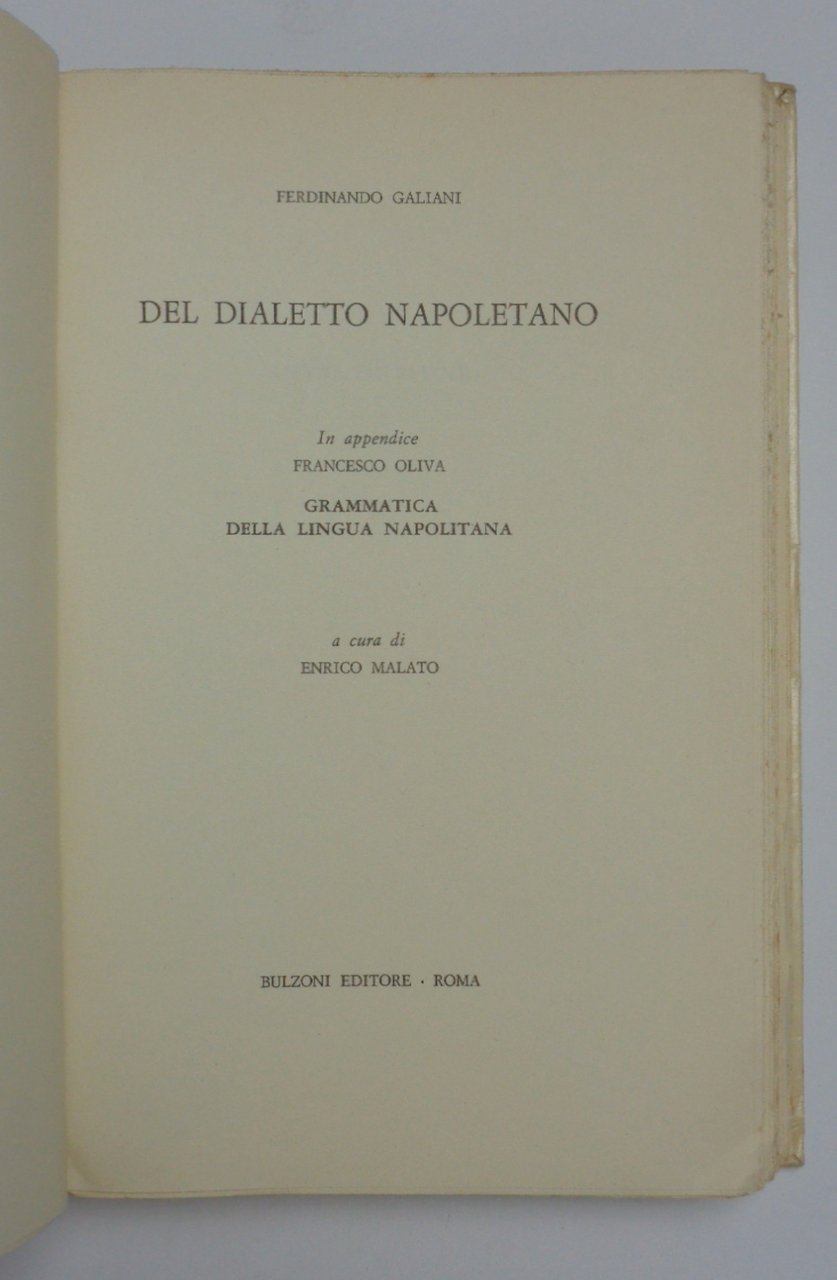 FERDINANDO GALIANI
DEL DIALETTO NAPOLETANO
In appendice
FRANCESCO OLIVA
GRAMMATICA
DELLA LINGUA NAPOLITANA
a cura di
ENRICO MALATO
BULZONI EDITORE · ROMA